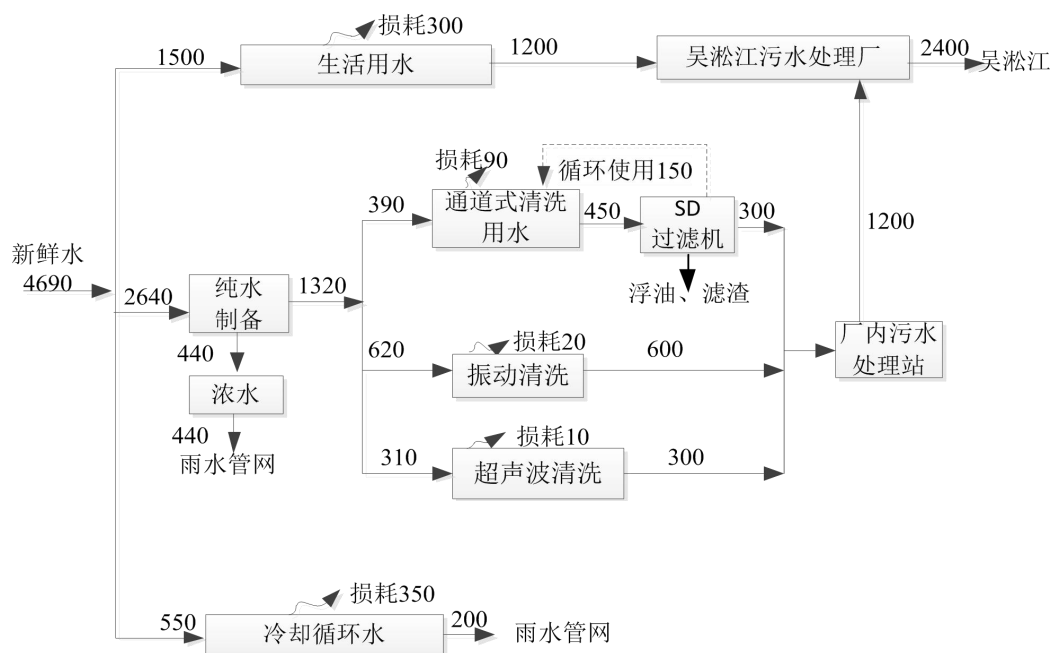 损耗300
1500
生活用水
1200
吴淞江污水处理厂
2400
吴淞江
损耗90
循环使用150
390
通道式清洗
用水
450
SD
过滤机
300
1200
新鲜水
4690
2640
纯水
制备
1320
浮油、滤渣
440
浓水
440
雨水管网
620
损耗20
振动清洗
600
厂内污水
处理站
310
损耗10
超声波清洗
300
损耗350
550
冷却循环水
200
雨水管网